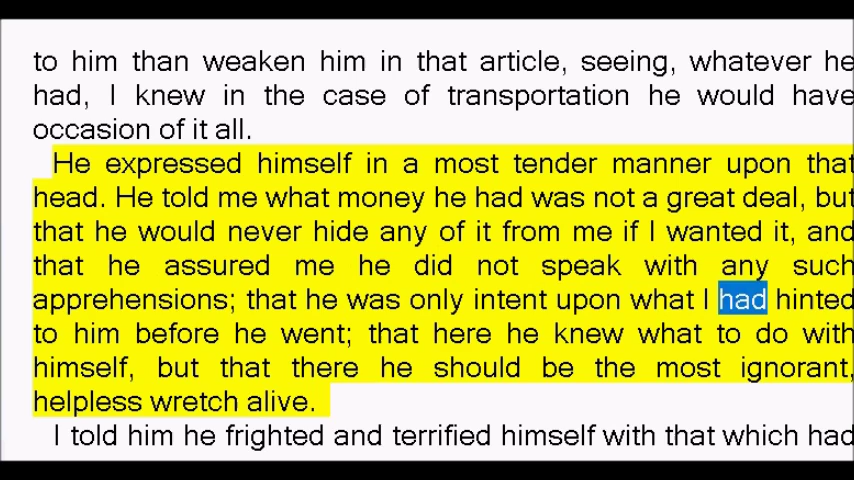 to him than weaken him in that article, seeing, whatever he
had, I knew in the case of transportation he would have
occasion of it all.
He expressed himself in a most tender manner upon that
head. He told me what money he had was not a great deal, but
that he would never hide any of it from me if I wanted it, and
that he assured me he did not speak with any such
apprehensions; that he was only intent upon what I had hinted
to him before he went; that here he knew what to do with
himself, but that there he should be the most ignorant,
helpless wretch alive.
I told him he frighted and terrified himself with that which had